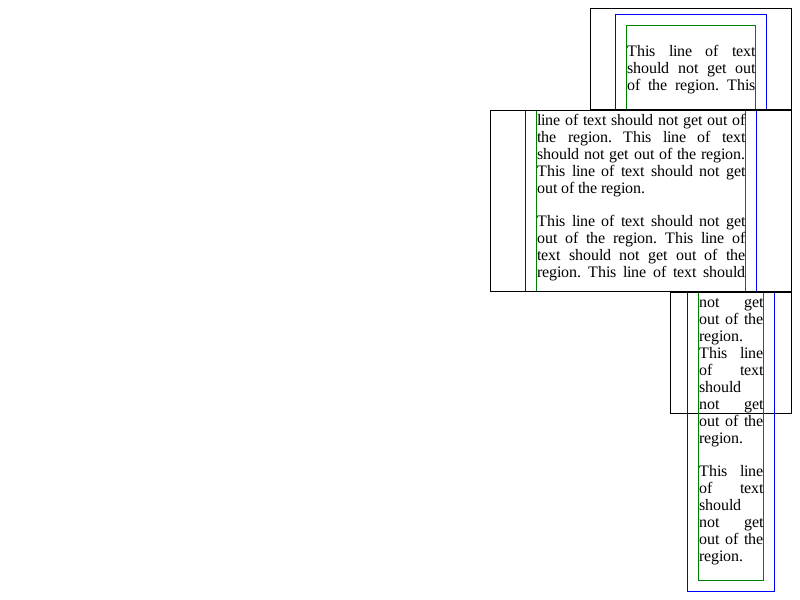 This line of text
should not get out
of the region. This
line of text should not get out of
the region. This line of text
should not get out of the region.
This line of text should not get
out of the region.
This line of text should not get
out of the region. This line of
text should not get out of the
region. This line of text should
not get
out of the
region.
This line
of text
should
not get
out of the
region.
This line
of text
should
not get
out of the
region.